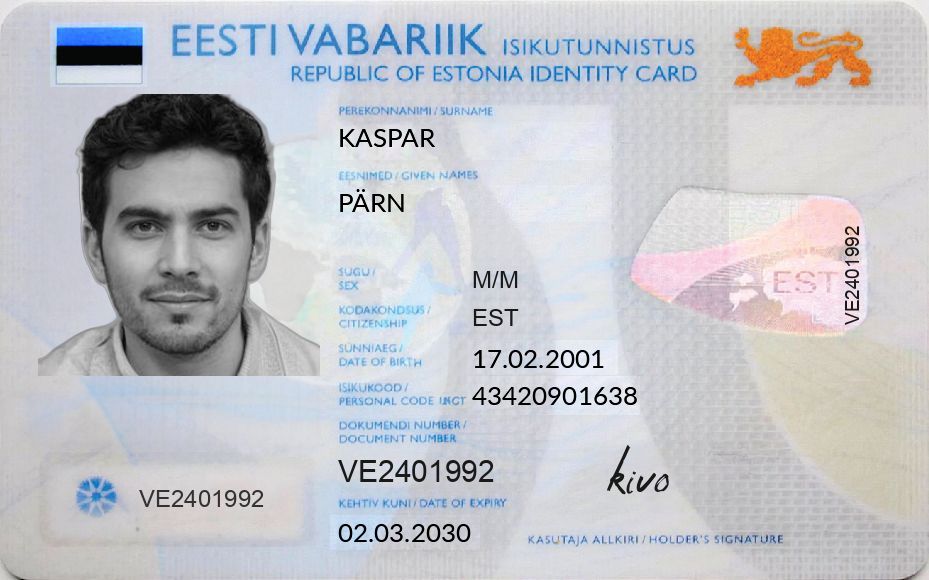 EESTI VABARIIK ISIKUTUNNISTUS
REPUBLIC OF ESTONIA IDENTITY CARD
PEREKONNANIMI / SURNAME
KASPAR
EESNIMED / GIVEN NAMES
PÄRN
SUGU / SEX
M/M
KODAKONDSUS / CITIZENSHIP
EST
SÜNNIAEG / DATE OF BIRTH
17.02.2001
ISIKUKOOD / PERSONAL CODE
43420901638
DOKUMENDI NUMBER / DOCUMENT NUMBER
VE2401992
KEHTIV KUNI / DATE OF EXPIRY
02.03.2030
VE2401992
EST
VE2401992
kivo
KASUTAJA ALLKIRI / HOLDER'S SIGNATURE